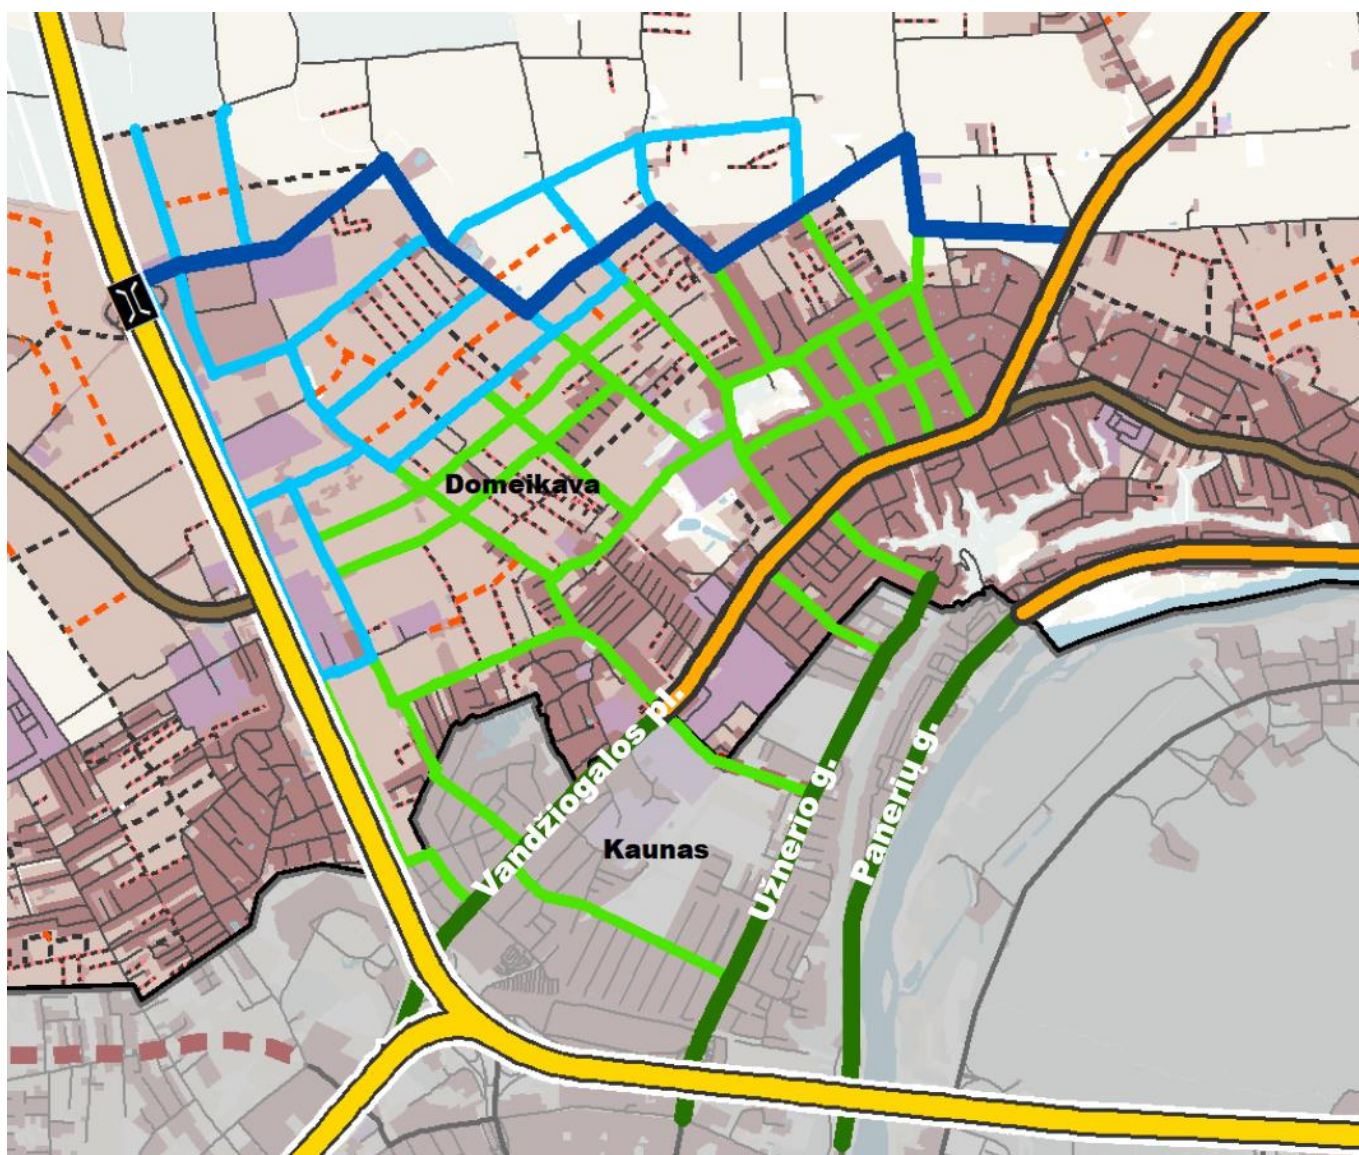 Domeikava
Vandžiogalos pl.
Kaunas
Užnerio g.
Panerių g.